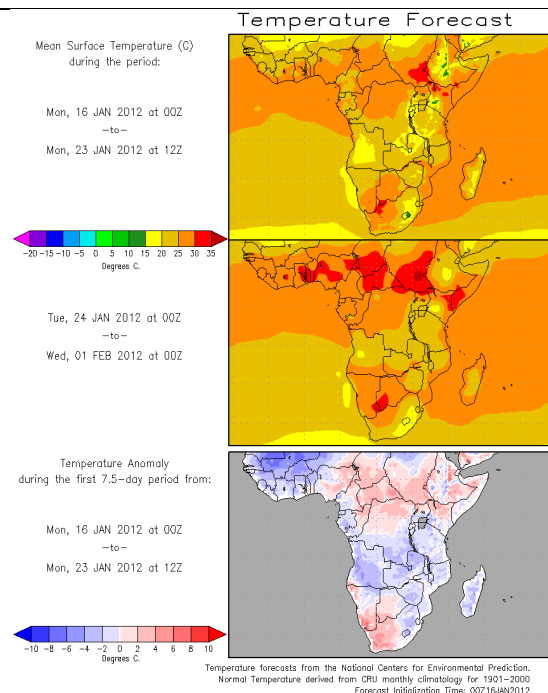 Temperature Forecast
Mean Surface Temperature (C)
during the period:
Mon, 16 JAN 2012 at 00Z
—to—
Mon, 23 JAN 2012 at 12Z
−20 −15 −10 −5 0 5 10 15 20 25 30 35
Degrees C.
Tue, 24 JAN 2012 at 00Z
—to—
Wed, 01 FEB 2012 at 00Z
Temperature Anomaly
during the first 7.5−day period from:
Mon, 16 JAN 2012 at 00Z
—to—
Mon, 23 JAN 2012 at 12Z
−10 −8 −6 −4 −2 0 2 4 6 8 10
Degrees C.
Temperature forecasts from the National Centers for Environmental Prediction.
Normal Temperature derived from CRU monthly climatology for 1901−2000
Forecast Initialization Time: 00Z16JAN2012